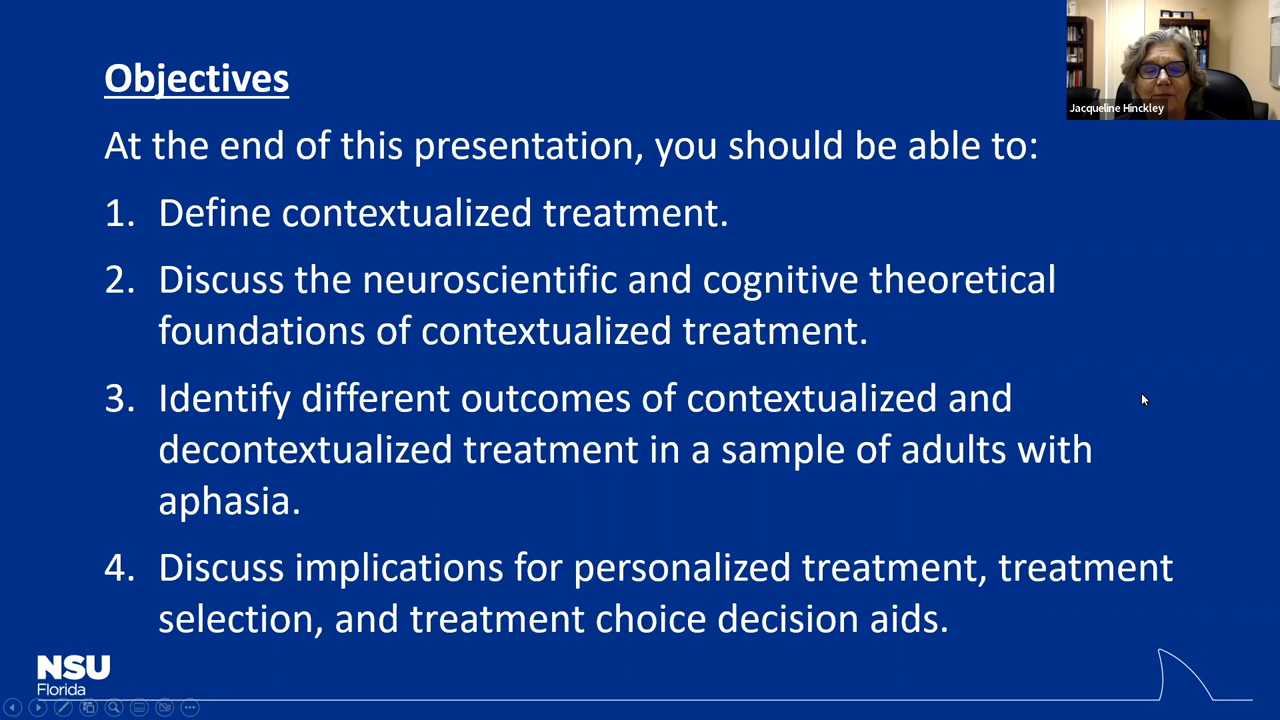 Objectives
At the end of this presentation, you should be able to:
1. Define contextualized treatment.
2. Discuss the neuroscientific and cognitive theoretical
foundations of contextualized treatment.
3. Identify different outcomes of contextualized and
decontextualized treatment in a sample of adults with
aphasia.
4. Discuss implications for personalized treatment, treatment
selection, and treatment choice decision aids.
Jacqueline Hinckley
NSU
Florida